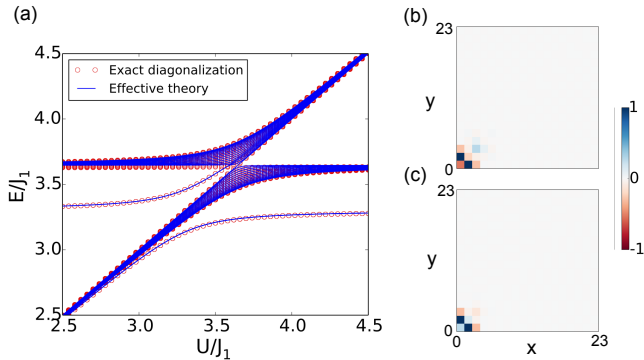 (a)
4.5
4.0
3.5
3.0
2.5
E/J1
2.5 3.0 3.5 4.0 4.5
U/J1
Exact diagonalization
Effective theory
(b)
23
y
0
(c)
23
y
0
0 x 23
1
0
-1